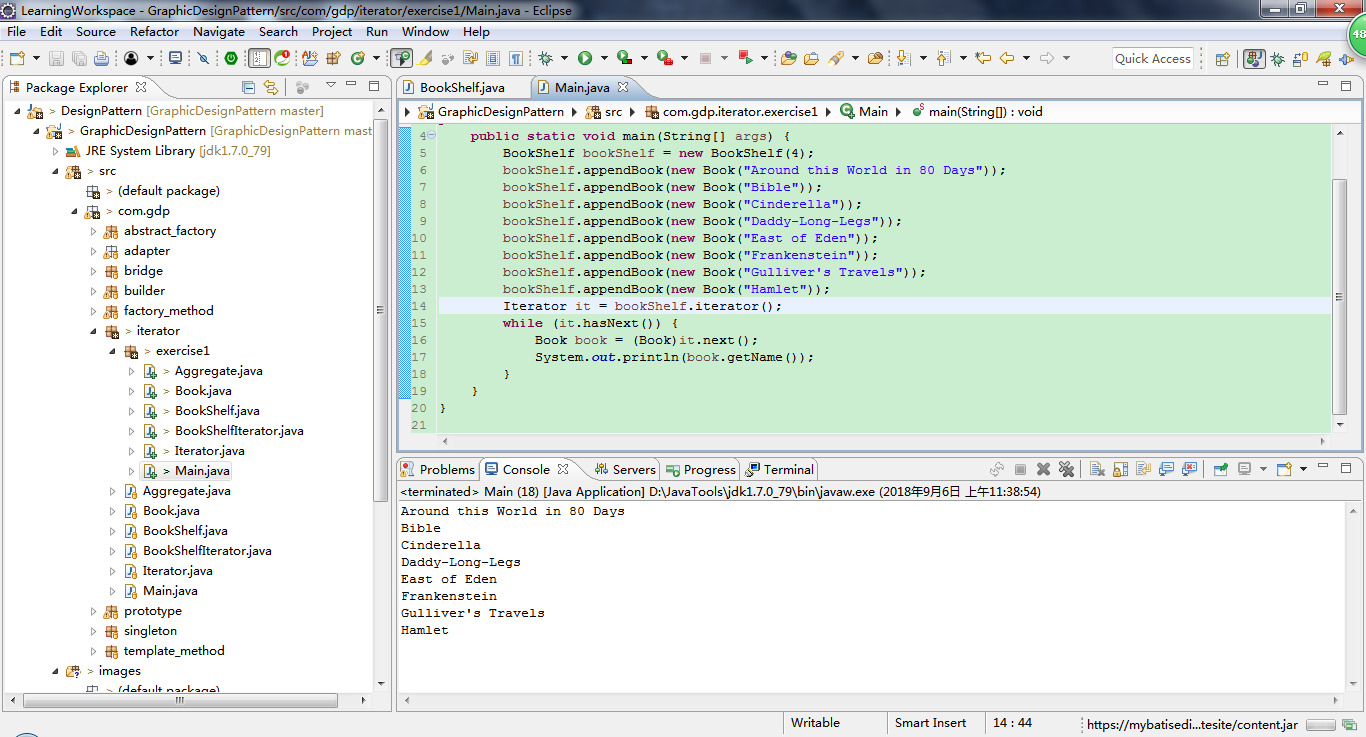 LearningWorkspace - GraphicDesignPattern/src/com/gdp/iterator/exercise1/Main.java - Eclipse
48
File Edit Source Refactor Navigate Search Project Run Window Help
Quick Access
Package Explorer
DesignPattern [GraphicDesignPattern master]
> GraphicDesignPattern [GraphicDesignPattern mast
JRE System Library [jdk1.7.0_79]
> src
> (default package)
> com.gdp
abstract_factory
adapter
bridge
builder
factory_method
> iterator
> exercise1
> Aggregate.java
> Book.java
> BookShelf.java
> BookShelfIterator.java
> Iterator.java
> Main.java
Aggregate.java
Book.java
BookShelf.java
BookShelfIterator.java
Iterator.java
Main.java
prototype
singleton
template_method
> images
> (default package)
BookShelf.java Main.java
GraphicDesignPattern src com.gdp.iterator.exercise1 Main main(String[]) : void
4 public static void main(String[] args) {
5 BookShelf bookShelf = new BookShelf(4);
6 bookShelf.appendBook(new Book("Around this World in 80 Days"));
7 bookShelf.appendBook(new Book("Bible"));
8 bookShelf.appendBook(new Book("Cinderella"));
9 bookShelf.appendBook(new Book("Daddy-Long-Legs"));
10 bookShelf.appendBook(new Book("East of Eden"));
11 bookShelf.appendBook(new Book("Frankenstein"));
12 bookShelf.appendBook(new Book("Gulliver's Travels"));
13 bookShelf.appendBook(new Book("Hamlet"));
14 Iterator it = bookShelf.iterator();
15 while (it.hasNext()) {
16 Book book = (Book)it.next();
17 System.out.println(book.getName());
18 }
19 }
20 }
21
Problems Console Servers Progress Terminal
<terminated> Main (18) [Java Application] D:\JavaTools\jdk1.7.0_79\bin\javaw.exe (2018年9月6日 上午11:38:54)
Around this World in 80 Days
Bible
Cinderella
Daddy-Long-Legs
East of Eden
Frankenstein
Gulliver's Travels
Hamlet
Writable Smart Insert 14 : 44 https://mybatisedi...tesite/content.jar